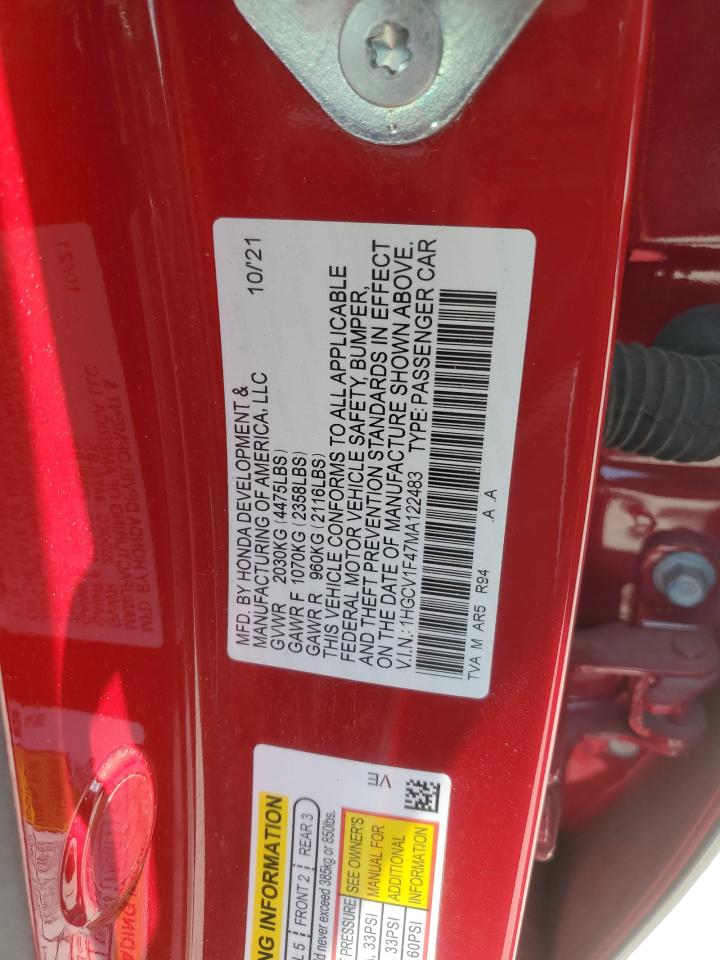 MFD. BY HONDA DEVELOPMENT &
MANUFACTURING OF AMERICA, LLC 10/'21
GVWR 2030KG (4475LBS)
GAWR F 1070KG (2358LBS)
GAWR R 960KG (2116LBS)
THIS VEHICLE CONFORMS TO ALL APPLICABLE
FEDERAL MOTOR VEHICLE SAFETY, BUMPER,
AND THEFT PREVENTION STANDARDS IN EFFECT
ON THE DATE OF MANUFACTURE SHOWN ABOVE.
V.I.N.: 1HGCV1F47MA122483 TYPE: PASSENGER CAR
TVA M AR5 R94 A .A
INFORMATION
5 FRONT 2 REAR 3
never exceed 385kg or 850lbs.
PRESSURE SEE OWNER'S
33PSI MANUAL FOR
33PSI ADDITIONAL
60PSI INFORMATION
VE